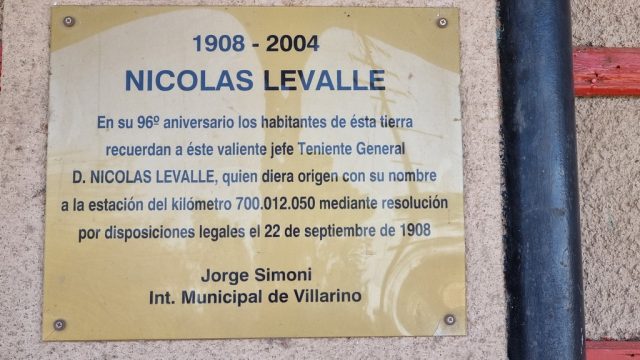 1908 - 2004
NICOLAS LEVALLE
En su 96º aniversario los habitantes de ésta tierra
recuerdan a éste valiente jefe Teniente General
D. NICOLAS LEVALLE, quien diera origen con su nombre
a la estación del kilómetro 700.012.050 mediante resolución
por disposiciones legales el 22 de septiembre de 1908
Jorge Simoni
Int. Municipal de Villarino